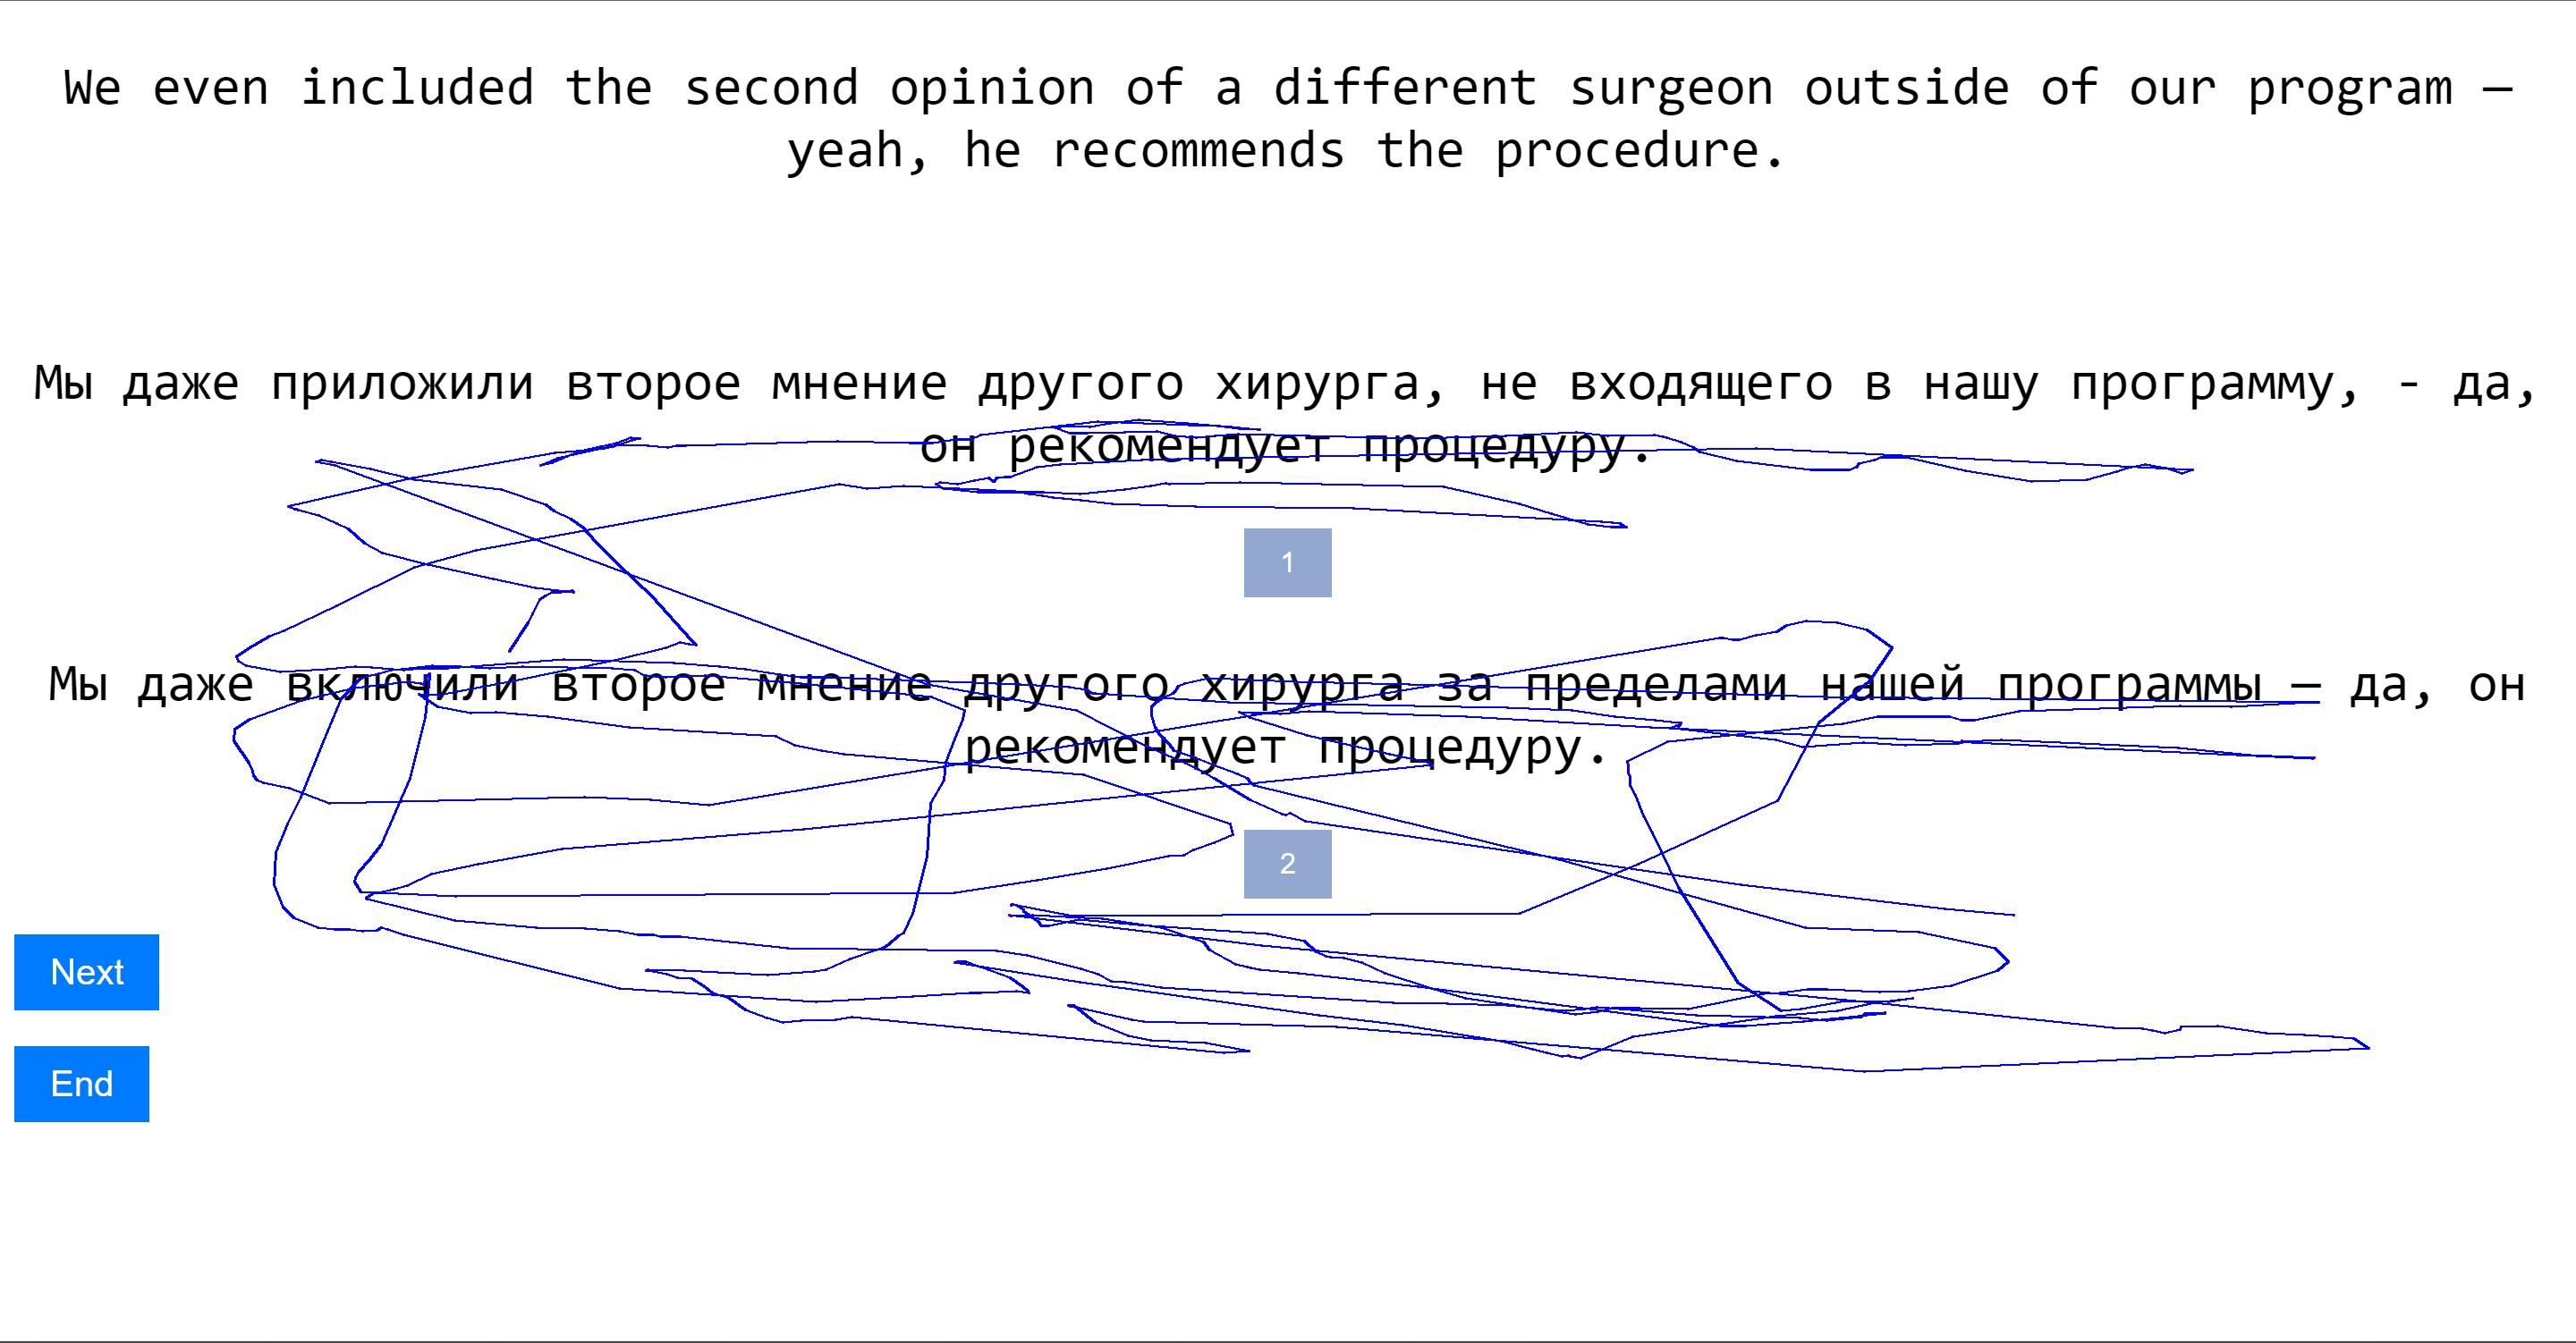 We even included the second opinion of a different surgeon outside of our program —
yeah, he recommends the procedure.
Мы даже приложили второе мнение другого хирурга, не входящего в нашу программу, - да,
он рекомендует процедуру.
1
Мы даже включили второе мнение другого хирурга за пределами нашей программы — да, он
рекомендует процедуру.
2
Next
End